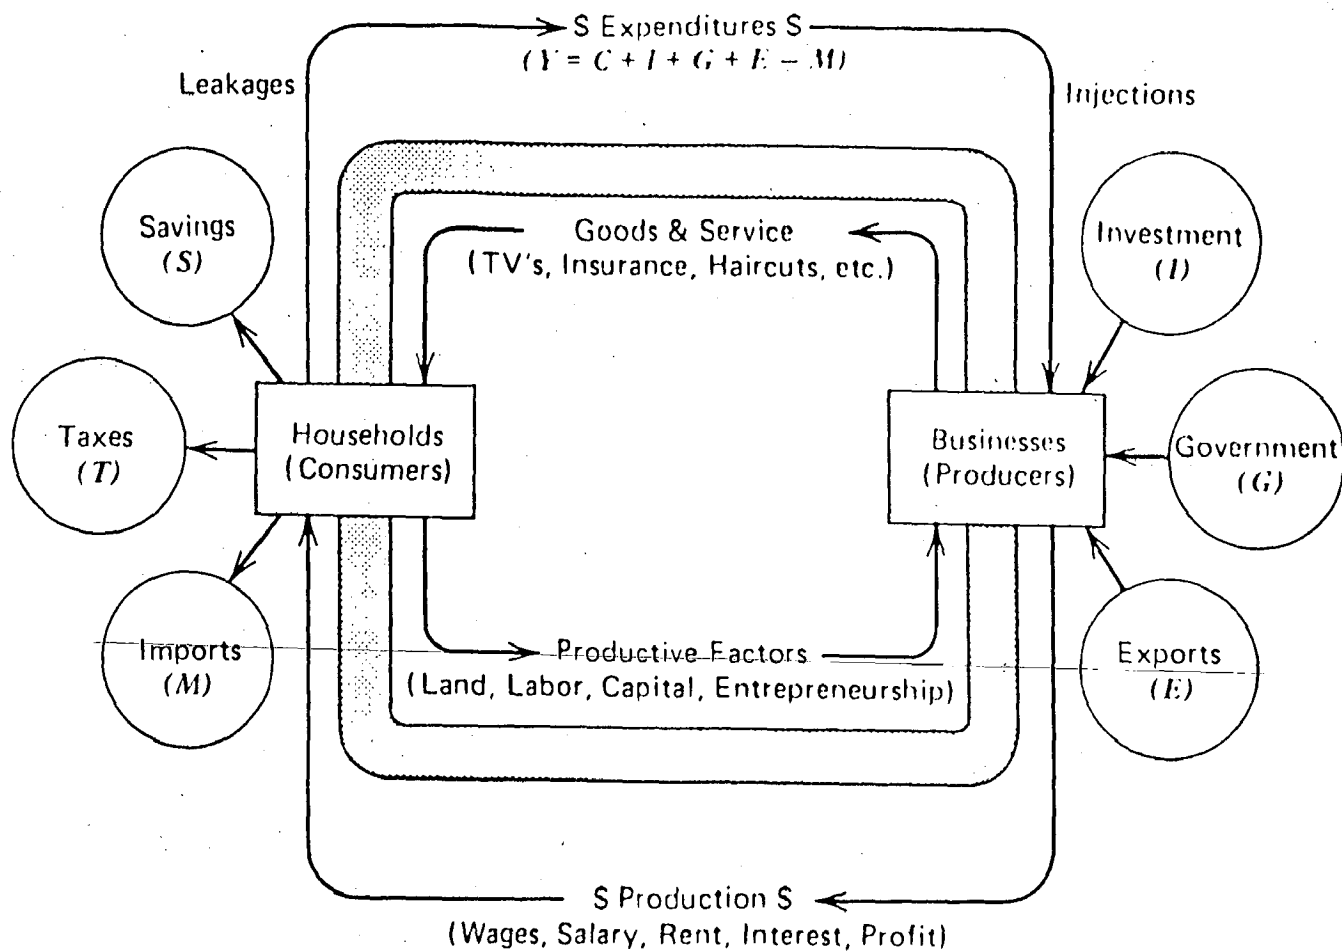 $ Expenditures $
(Y = C + I + G + E − M)
Leakages
Injections
Savings
(S)
Goods & Service
(TV's, Insurance, Haircuts, etc.)
Investment
(I)
Taxes
(T)
Households
(Consumers)
Businesses
(Producers)
Government
(G)
Imports
(M)
Productive Factors
(Land, Labor, Capital, Entrepreneurship)
Exports
(E)
$ Production $
(Wages, Salary, Rent, Interest, Profit)